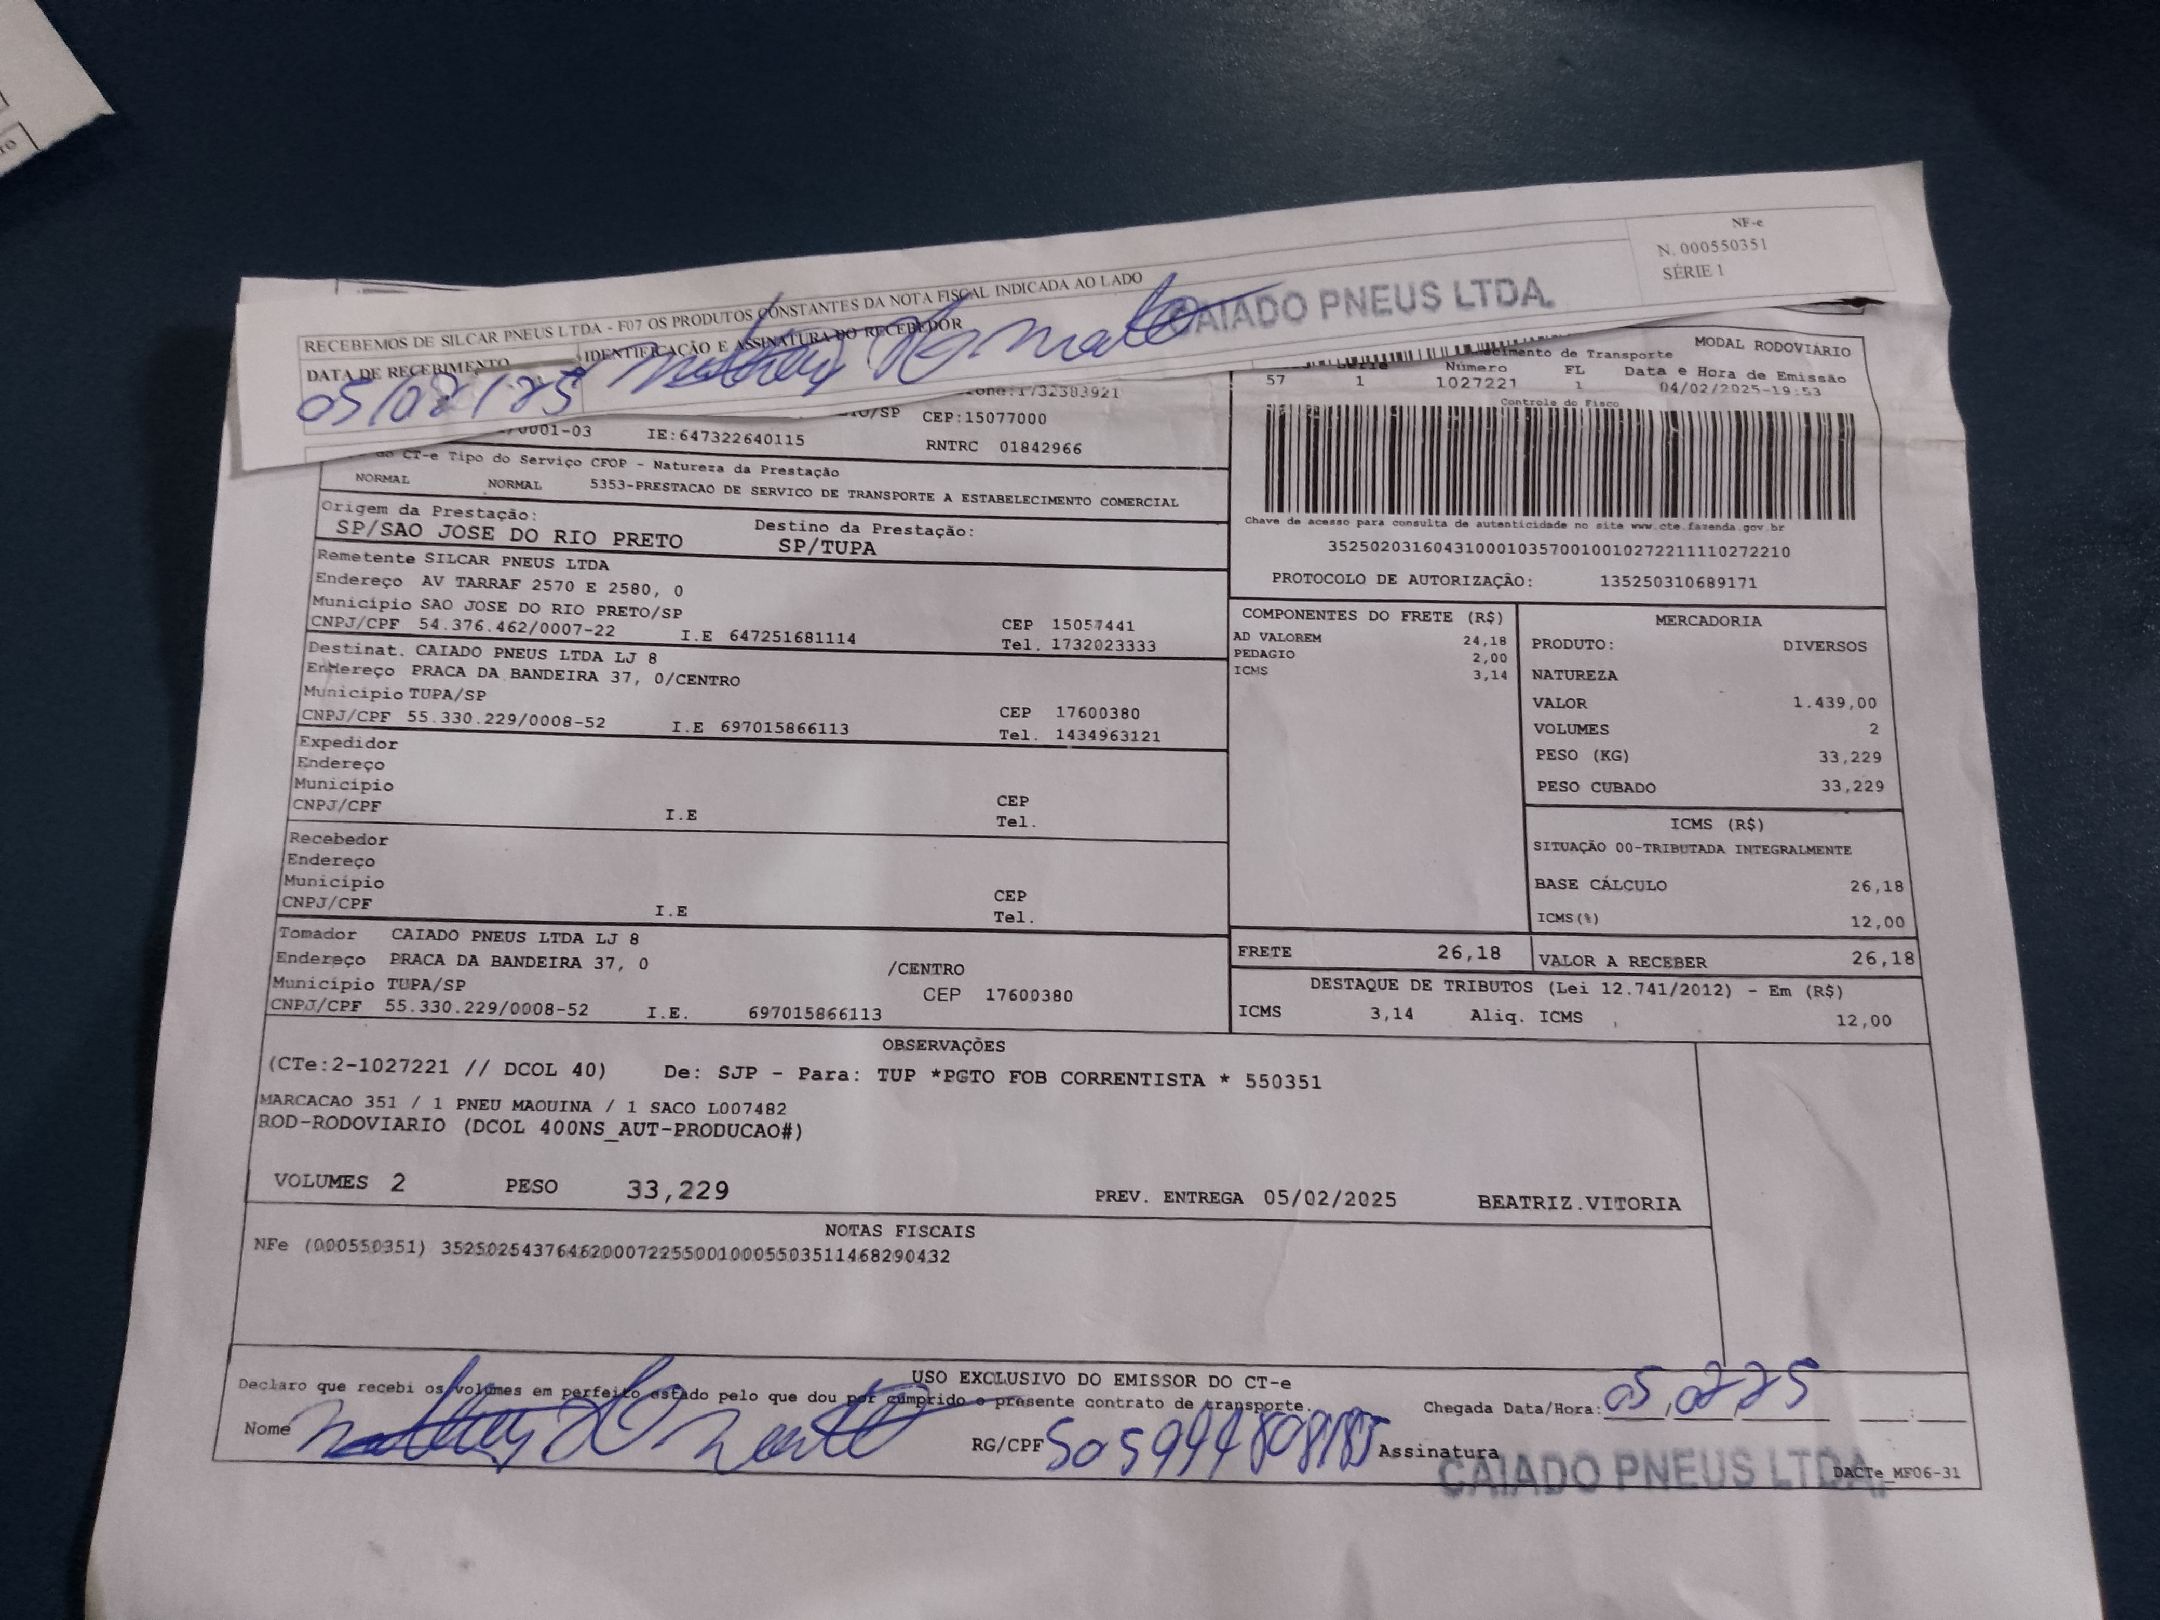 RECEBEMOS DE SILCAR PNEUS LTDA - F07 OS PRODUTOS CONSTANTES DA NOTA FISCAL INDICADA AO LADO
DATA DE RECEBIMENTO
IDENTIFICAÇÃO E ASSINATURA DO RECEBEDOR
05/02/25
CAIADO PNEUS LTDA.
NF-e
N. 000550351
SÉRIE 1
MODAL RODOVIÁRIO
de Transporte
Número FL Data e Hora de Emissão
57 1 1027221 1 04/02/2025-19:53
Controle do Fisco
/SP CEP:15077000
0001-03 IE:647322640115 RNTRC 01842966
CT-e Tipo do Serviço CFOP - Natureza da Prestação
NORMAL NORMAL 5353-PRESTACAO DE SERVICO DE TRANSPORTE A ESTABELECIMENTO COMERCIAL
Origem da Prestação: Destino da Prestação:
SP/SAO JOSE DO RIO PRETO SP/TUPA
Chave de acesso para consulta de autenticidade no site www.cte.fazenda.gov.br
35250203160431000103570010010272211110272210
PROTOCOLO DE AUTORIZAÇÃO: 135250310689171
Remetente SILCAR PNEUS LTDA
Endereço AV TARRAF 2570 E 2580, 0
Município SAO JOSE DO RIO PRETO/SP CEP 15057441
CNPJ/CPF 54.376.462/0007-22 I.E 647251681114 Tel. 1732023333
Destinat. CAIADO PNEUS LTDA LJ 8
Endereço PRACA DA BANDEIRA 37, 0/CENTRO
Município TUPA/SP CEP 17600380
CNPJ/CPF 55.330.229/0008-52 I.E 697015866113 Tel. 1434963121
Expedidor
Endereço
Município CEP
CNPJ/CPF I.E Tel.
Recebedor
Endereço
Município CEP
CNPJ/CPF I.E Tel.
Tomador CAIADO PNEUS LTDA LJ 8
Endereço PRACA DA BANDEIRA 37, 0 /CENTRO
Município TUPA/SP CEP 17600380
CNPJ/CPF 55.330.229/0008-52 I.E. 697015866113
COMPONENTES DO FRETE (R$)
AD VALOREM 24,18
PEDAGIO 2,00
ICMS 3,14
MERCADORIA
PRODUTO: DIVERSOS
NATUREZA
VALOR 1.439,00
VOLUMES 2
PESO (KG) 33,229
PESO CUBADO 33,229
ICMS (R$)
SITUAÇÃO 00-TRIBUTADA INTEGRALMENTE
BASE CÁLCULO 26,18
ICMS(%) 12,00
FRETE 26,18 VALOR A RECEBER 26,18
DESTAQUE DE TRIBUTOS (Lei 12.741/2012) - Em (R$)
ICMS 3,14 Aliq. ICMS 12,00
OBSERVAÇÕES
(CTe:2-1027221 // DCOL 40) De: SJP - Para: TUP *PGTO FOB CORRENTISTA * 550351
MARCACAO 351 / 1 PNEU MAQUINA / 1 SACO L007482
ROD-RODOVIARIO (DCOL 400NS_AUT-PRODUCAO#)
VOLUMES 2 PESO 33,229 PREV. ENTREGA 05/02/2025 BEATRIZ.VITORIA
NOTAS FISCAIS
NFe (000550351) 35250254376462000722550010005503511468290432
USO EXCLUSIVO DO EMISSOR DO CT-e
Declaro que recebi os volumes em perfeito estado pelo que dou por cumprido o presente contrato de transporte.
Chegada Data/Hora: 05,02,25
Nome RG/CPF Assinatura
CAIADO PNEUS LTDA.
DACTe_MF06-31